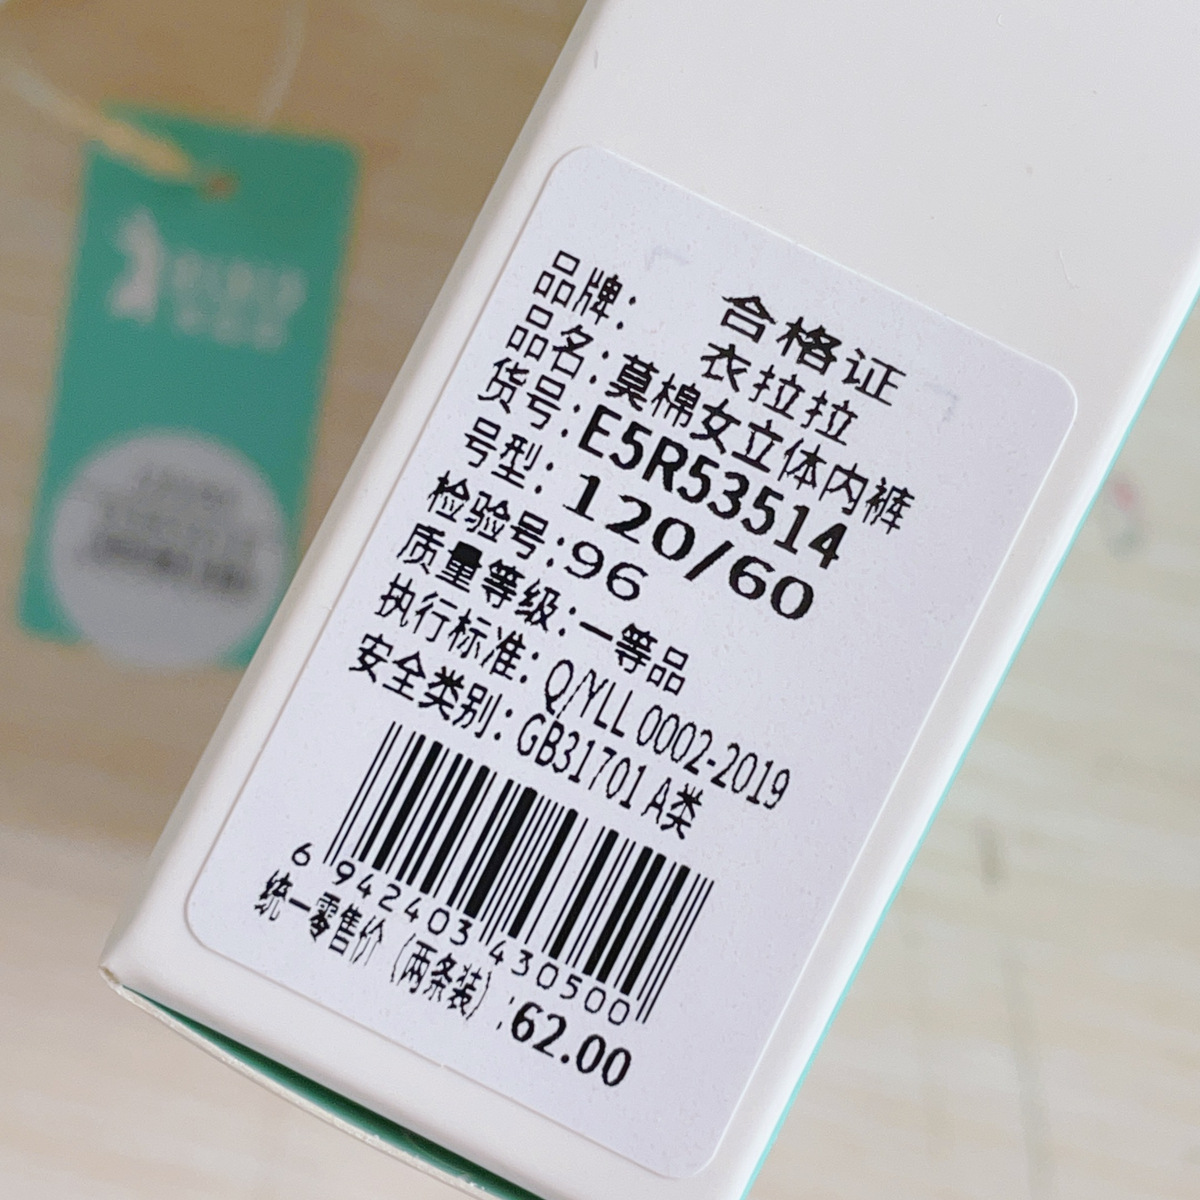 合格证
品牌: 衣拉拉
品名: 莫棉女立体内裤
货号: E5R53514
号型: 120/60
检验号: 96
质量等级: 一等品
执行标准: Q/YLL 0002-2019
安全类别: GB31701 A类
6 942403 430500
统一零售价 (两条装) : 62.00